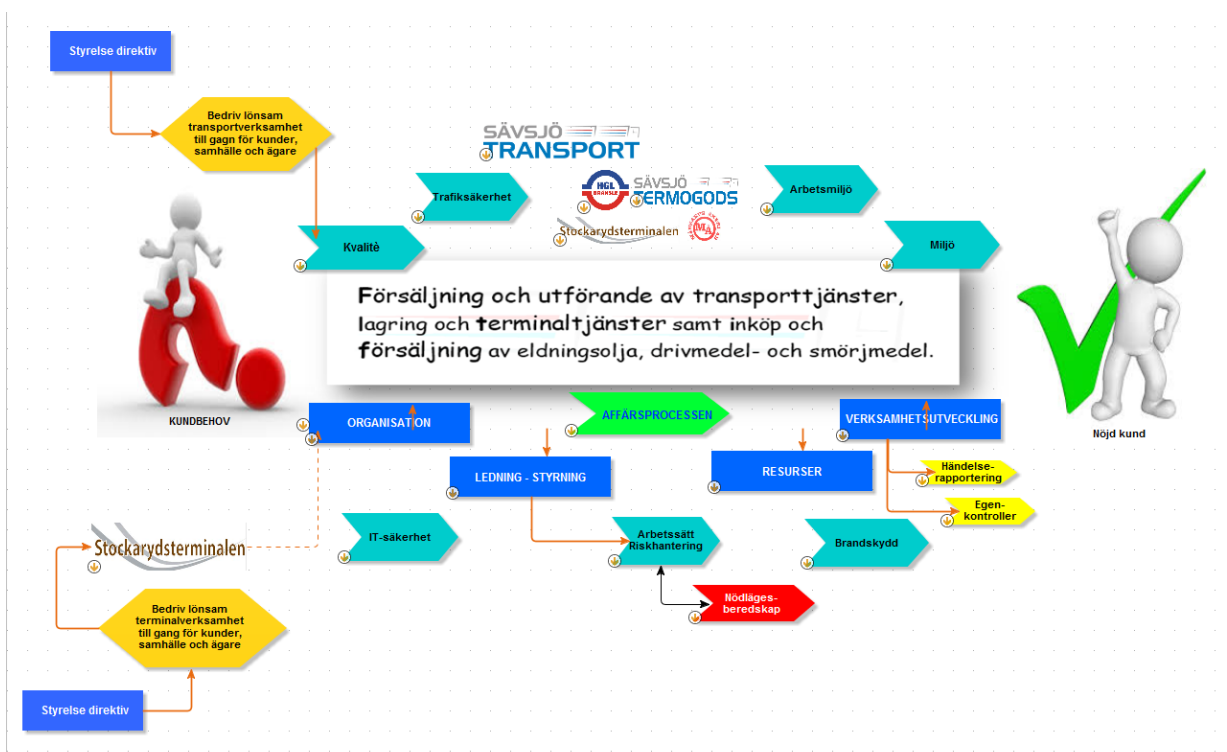 Styrelse direktiv
Bedriv lönsam
transportverksamhet
till gagn för kunder,
samhälle och ägare
SÄVSJÖ
TRANSPORT
HGL
BRÄNSLE
SÄVSJÖ
TERMOGODS
Stockarydsterminalen
MA
Trafiksäkerhet
Arbetsmiljö
Kvalitè
Miljö
Försäljning och utförande av transporttjänster,
lagring och terminaltjänster samt inköp och
försäljning av eldningsolja, drivmedel- och smörjmedel.
KUNDBEHOV
Nöjd kund
ORGANISATION
AFFÄRSPROCESSEN
VERKSAMHETSUTVECKLING
LEDNING - STYRNING
RESURSER
Händelse-
rapportering
Egen-
kontroller
IT-säkerhet
Arbetssätt
Riskhantering
Brandskydd
Nödläges-
beredskap
Stockarydsterminalen
Bedriv lönsam
terminalverksamhet
till gang för kunder,
samhälle och ägare
Styrelse direktiv